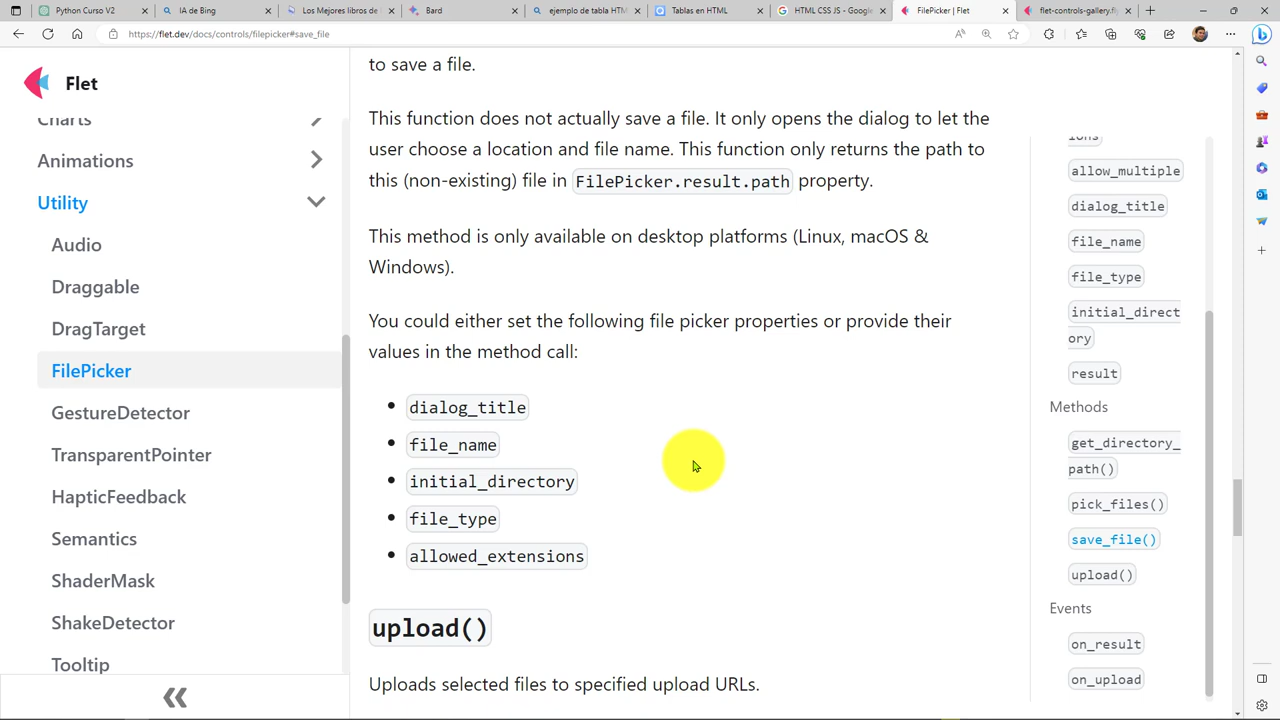 Python Curso V2
IA de Bing
Los Mejores libros de
Bard
ejemplo de tabla HTM
Tablas en HTML
HTML CSS JS - Google
FilePicker | Flet
flet-controls-gallery.fly
https://flet.dev/docs/controls/filepicker#save_file
Flet
Charts
Animations
Utility
Audio
Draggable
DragTarget
FilePicker
GestureDetector
TransparentPointer
HapticFeedback
Semantics
ShaderMask
ShakeDetector
Tooltip
to save a file.
This function does not actually save a file. It only opens the dialog to let the
user choose a location and file name. This function only returns the path to
this (non-existing) file in FilePicker.result.path property.
This method is only available on desktop platforms (Linux, macOS &
Windows).
You could either set the following file picker properties or provide their
values in the method call:
• dialog_title
• file_name
• initial_directory
• file_type
• allowed_extensions
upload()
Uploads selected files to specified upload URLs.
ions
allow_multiple
dialog_title
file_name
file_type
initial_direct
ory
result
Methods
get_directory_
path()
pick_files()
save_file()
upload()
Events
on_result
on_upload